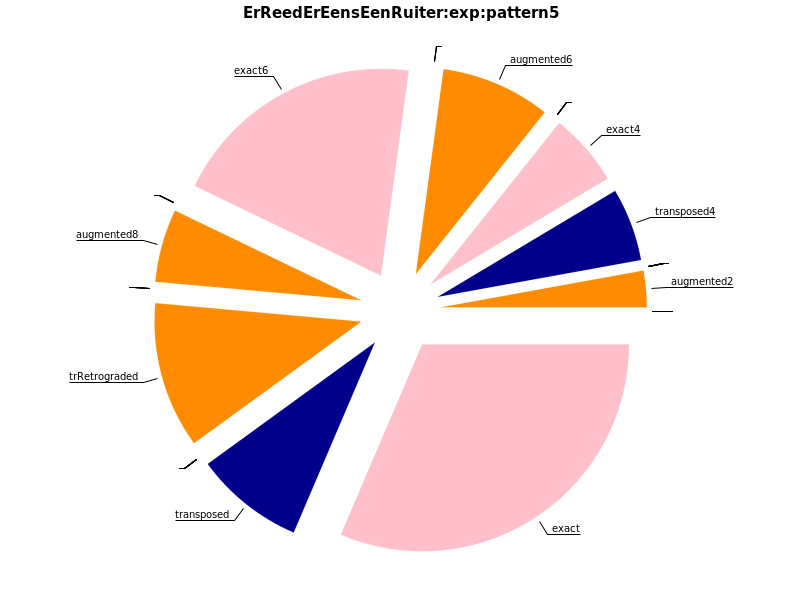 ErReedErEensEenRuiter:exp:pattern5
augmented6
exact6
exact4
transposed4
augmented8
augmented2
trRetrograded
transposed
exact